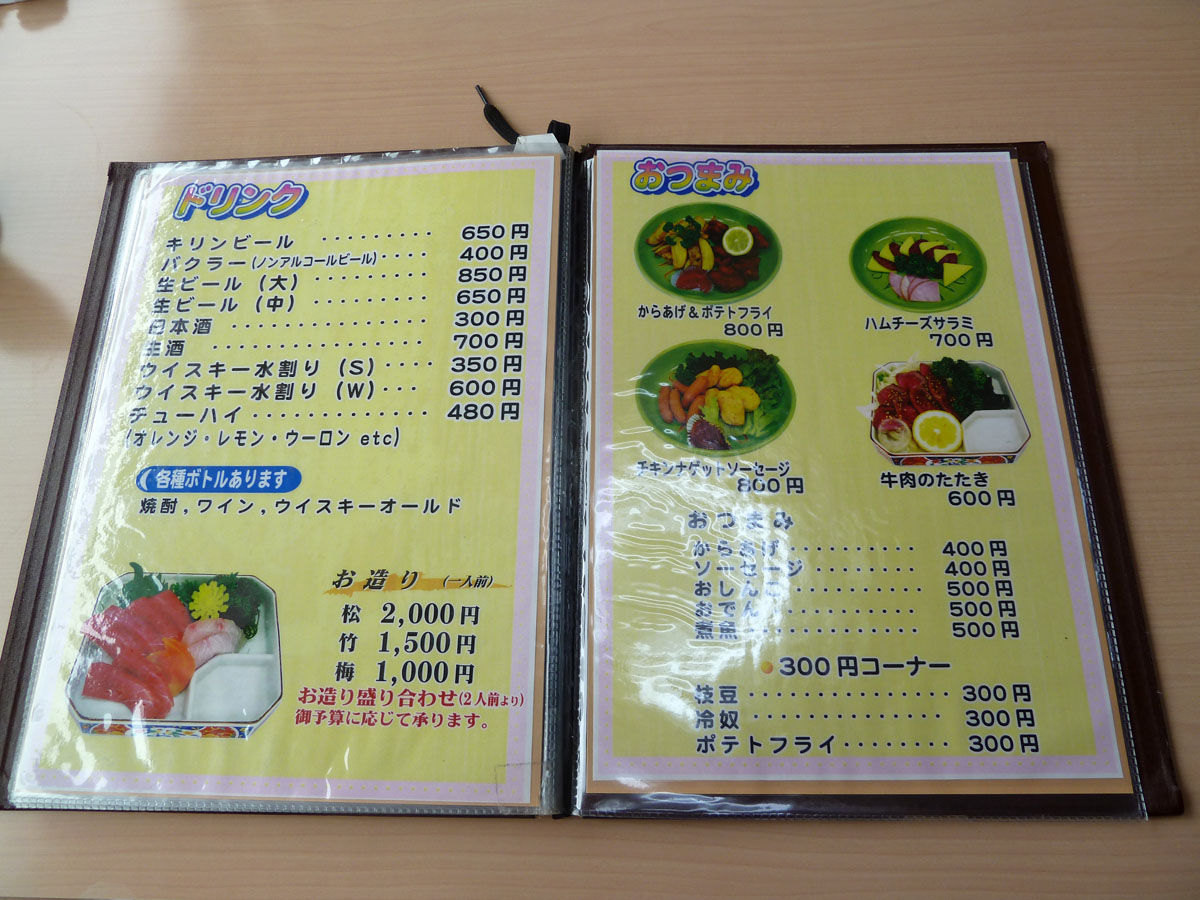 ドリンク
キリンビール ········· 650円
バクラー(ノンアルコールビール)···· 400円
生ビール(大)········· 850円
生ビール(中)········· 650円
日本酒 ·············· 300円
生酒 ··············· 700円
ウイスキー水割り(S)···· 350円
ウイスキー水割り(W)···· 600円
チューハイ············· 480円
(オレンジ・レモン・ウーロン etc)
各種ボトルあります
焼酎,ワイン,ウイスキーオールド
お造り (一人前)
松 2,000円
竹 1,500円
梅 1,000円
お造り盛り合わせ(2人前より)
御予算に応じて承ります。
おつまみ
からあげ&ポテトフライ
800円
ハムチーズサラミ
700円
チキンナゲットソーセージ
800円
牛肉のたたき
600円
おつまみ
からあげ·········· 400円
ソーセージ········ 400円
おしんこ·········· 500円
おでん············ 500円
煮魚············· 500円
●300円コーナー
枝豆·············· 300円
冷奴·············· 300円
ポテトフライ········ 300円